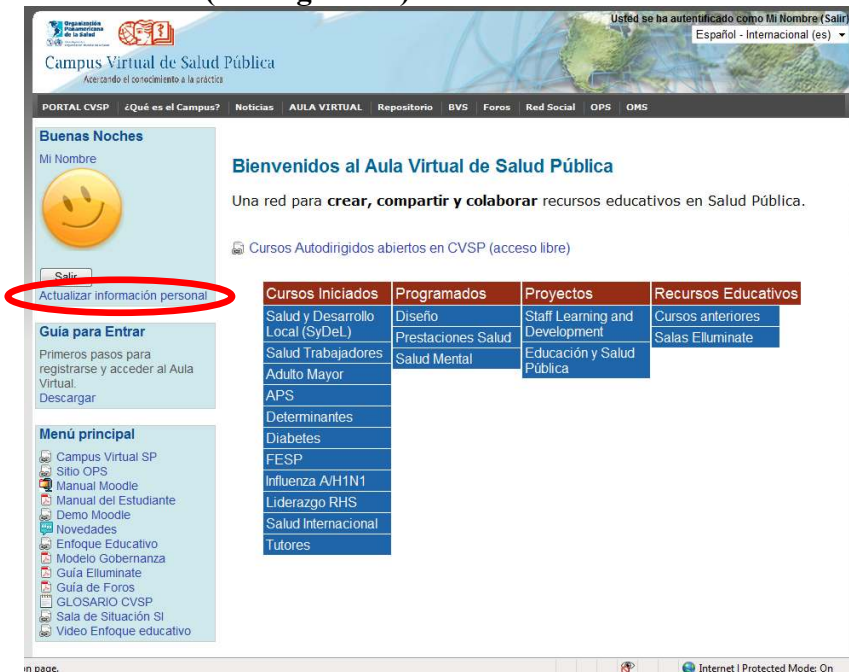 Organización
Panamericana
de la Salud
Usted se ha autentificado como Mi Nombre (Salir)
Español - Internacional (es)
Campus Virtual de Salud Pública
Acercando el conocimiento a la práctica
PORTAL CVSP ¿Qué es el Campus? Noticias AULA VIRTUAL Repositorio BVS Foros Red Social OPS OMS
Buenas Noches
Mi Nombre
Salir
Actualizar información personal
Guía para Entrar
Primeros pasos para
registrarse y acceder al Aula
Virtual.
Descargar
Menú principal
Campus Virtual SP
Sitio OPS
Manual Moodle
Manual del Estudiante
Demo Moodle
Novedades
Enfoque Educativo
Modelo Gobernanza
Guía Elluminate
Guía de Foros
GLOSARIO CVSP
Sala de Situación SI
Video Enfoque educativo
Bienvenidos al Aula Virtual de Salud Pública
Una red para crear, compartir y colaborar recursos educativos en Salud Pública.
Cursos Autodirigidos abiertos en CVSP (acceso libre)
Cursos Iniciados
Salud y Desarrollo
Local (SyDeL)
Salud Trabajadores
Adulto Mayor
APS
Determinantes
Diabetes
FESP
Influenza A/H1N1
Liderazgo RHS
Salud Internacional
Tutores
Programados
Diseño
Prestaciones Salud
Salud Mental
Proyectos
Staff Learning and
Development
Educación y Salud
Pública
Recursos Educativos
Cursos anteriores
Salas Elluminate
n page.
Internet | Protected Mode: On